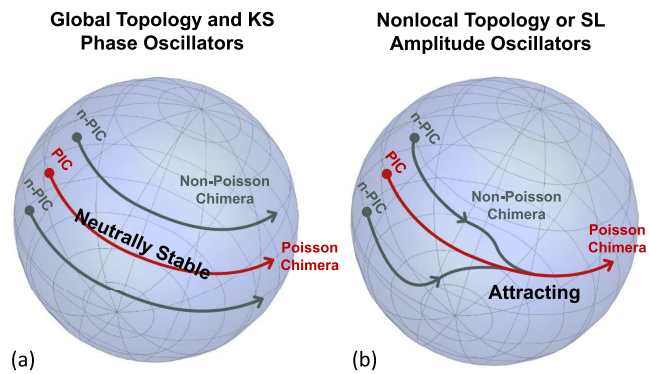 Global Topology and KS
Phase Oscillators
Nonlocal Topology or SL
Amplitude Oscillators
n-PIC
PIC
n-PIC
Non-Poisson
Chimera
Neutrally Stable
Poisson
Chimera
(a)
n-PIC
PIC
n-PIC
Non-Poisson
Chimera
Poisson
Chimera
Attracting
(b)